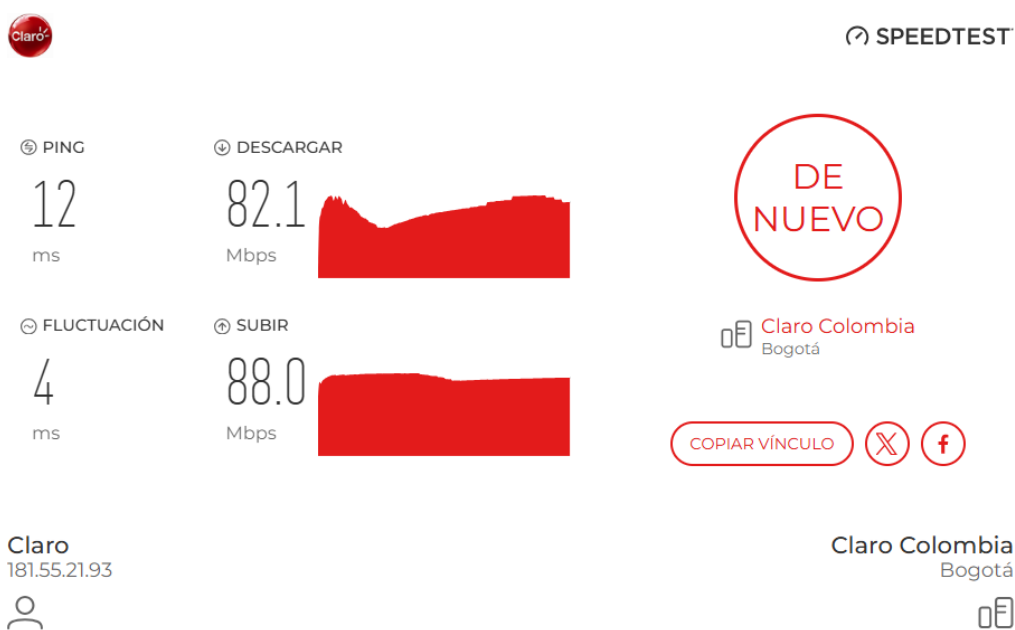 Claro
SPEEDTEST
PING
12
ms
DESCARGAR
82.1
Mbps
FLUCTUACIÓN
4
ms
SUBIR
88.0
Mbps
DE
NUEVO
Claro Colombia
Bogotá
COPIAR VÍNCULO
Claro
181.55.21.93
Claro Colombia
Bogotá